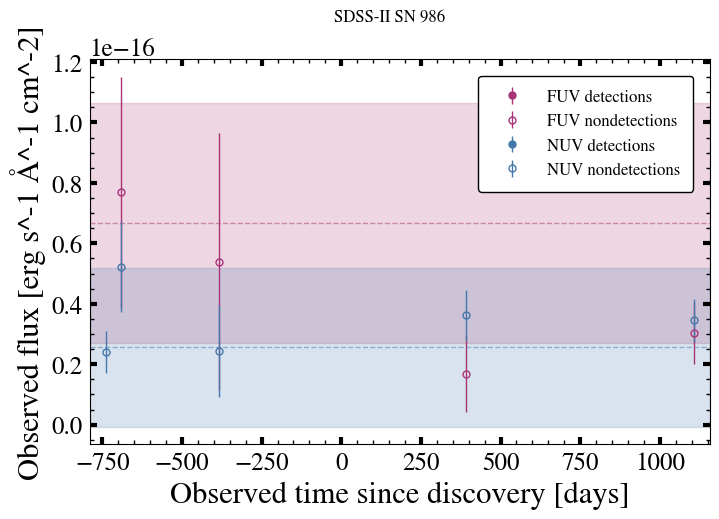 SDSS-II SN 986
1e−16
1.2
1.0
0.8
0.6
0.4
0.2
0.0
Observed flux [erg s^-1 Å^-1 cm^-2]
FUV detections
FUV nondetections
NUV detections
NUV nondetections
−750 −500 −250 0 250 500 750 1000
Observed time since discovery [days]